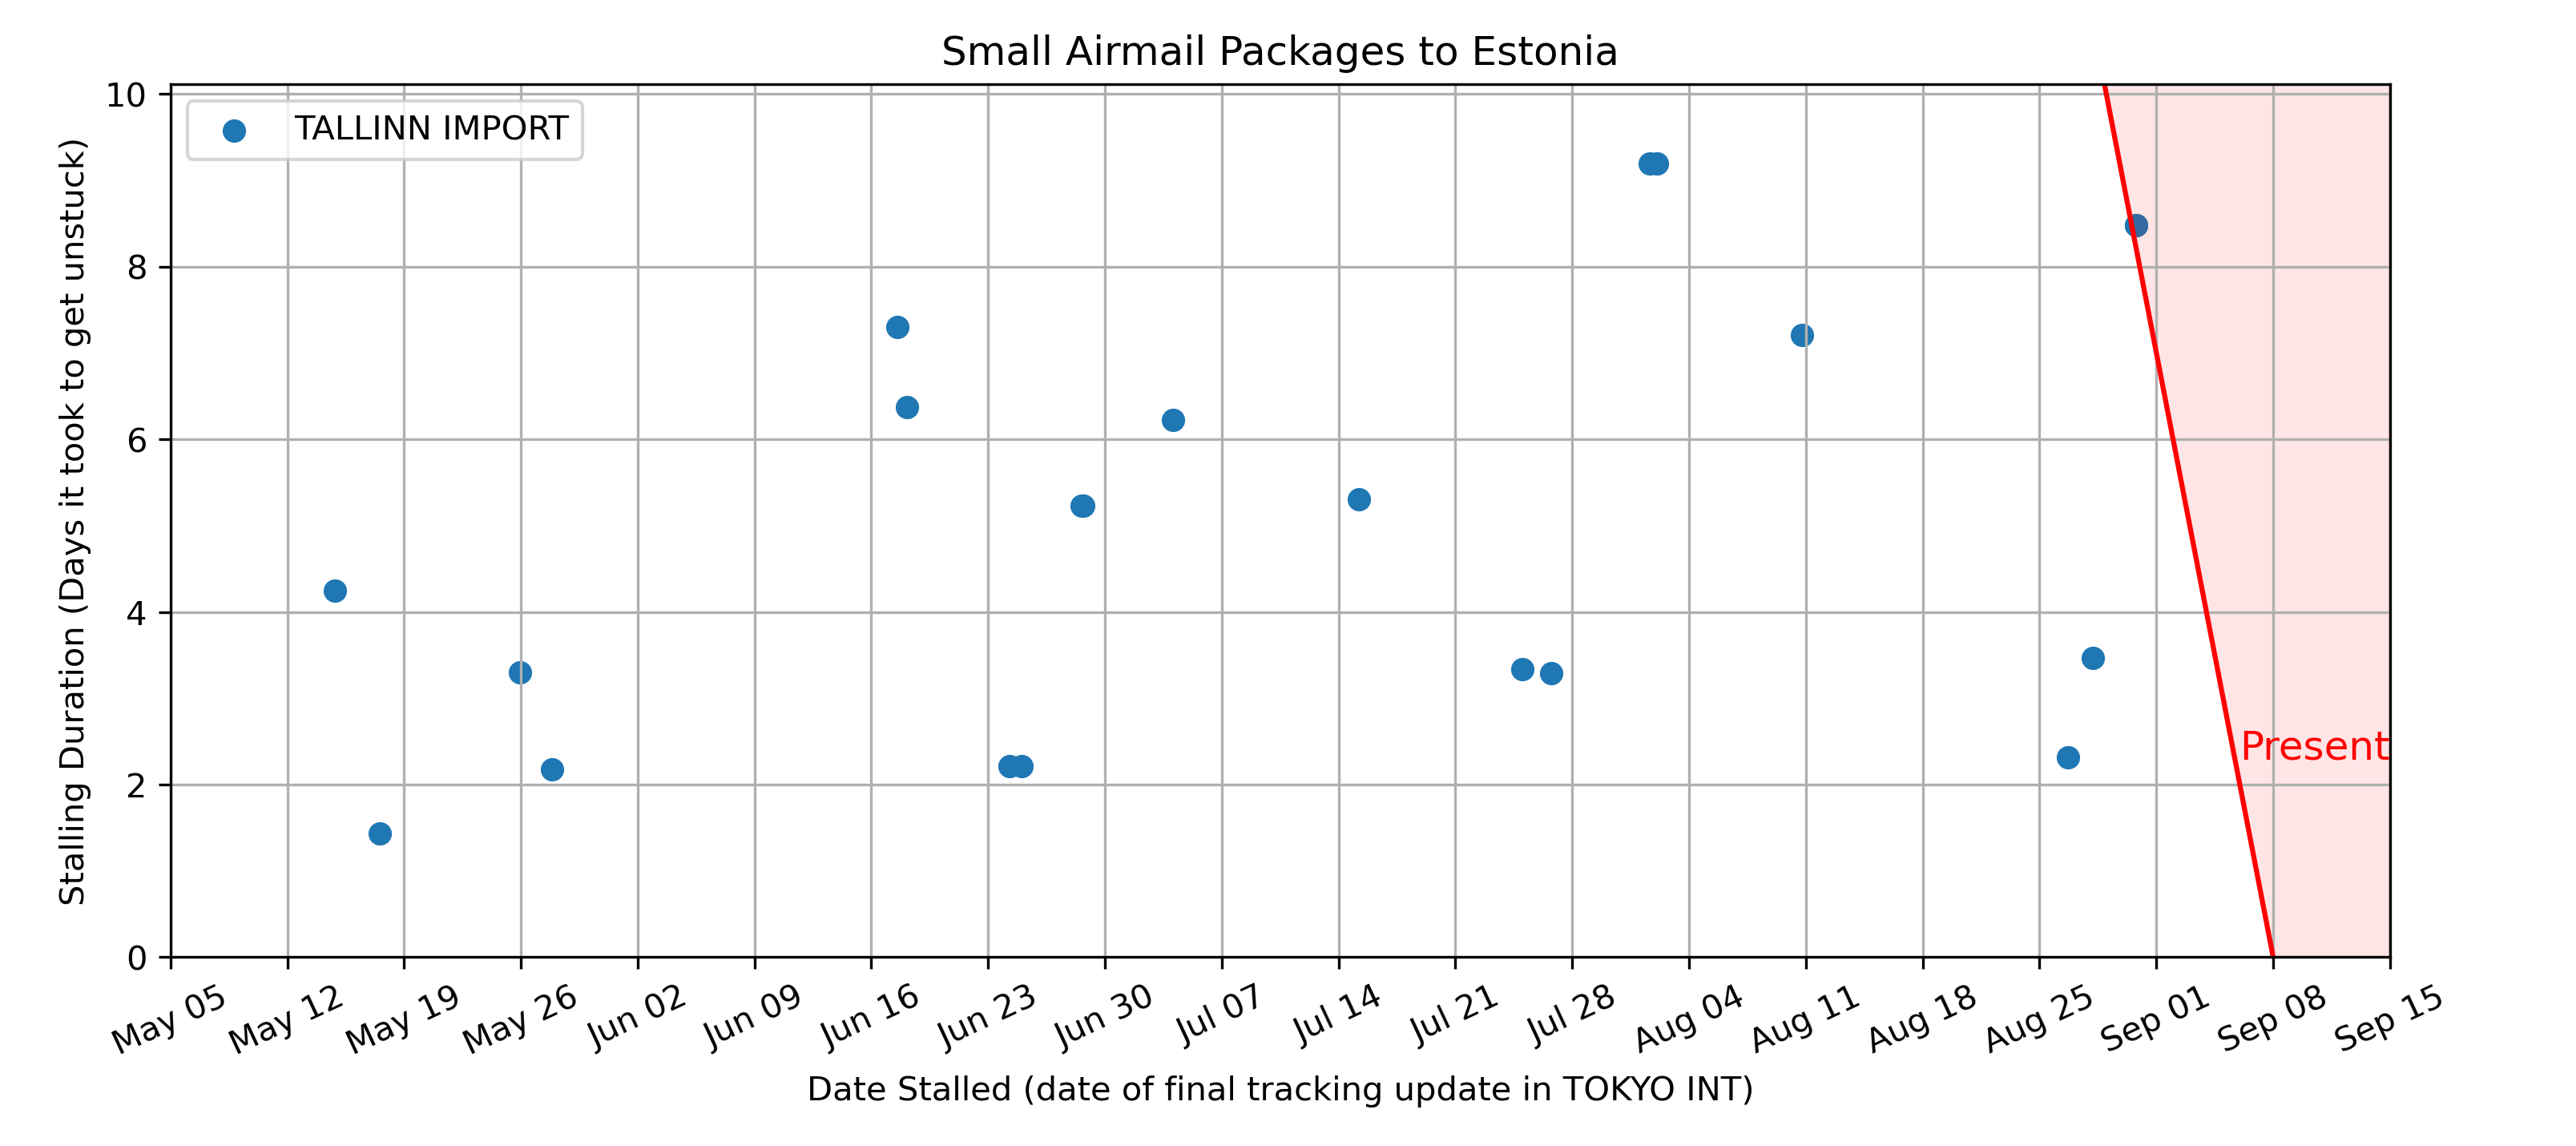 Small Airmail Packages to Estonia
TALLINN IMPORT
Stalling Duration (Days it took to get unstuck)
10
8
6
4
2
0
Present
May 05
May 12
May 19
May 26
Jun 02
Jun 09
Jun 16
Jun 23
Jun 30
Jul 07
Jul 14
Jul 21
Jul 28
Aug 04
Aug 11
Aug 18
Aug 25
Sep 01
Sep 08
Sep 15
Date Stalled (date of final tracking update in TOKYO INT)